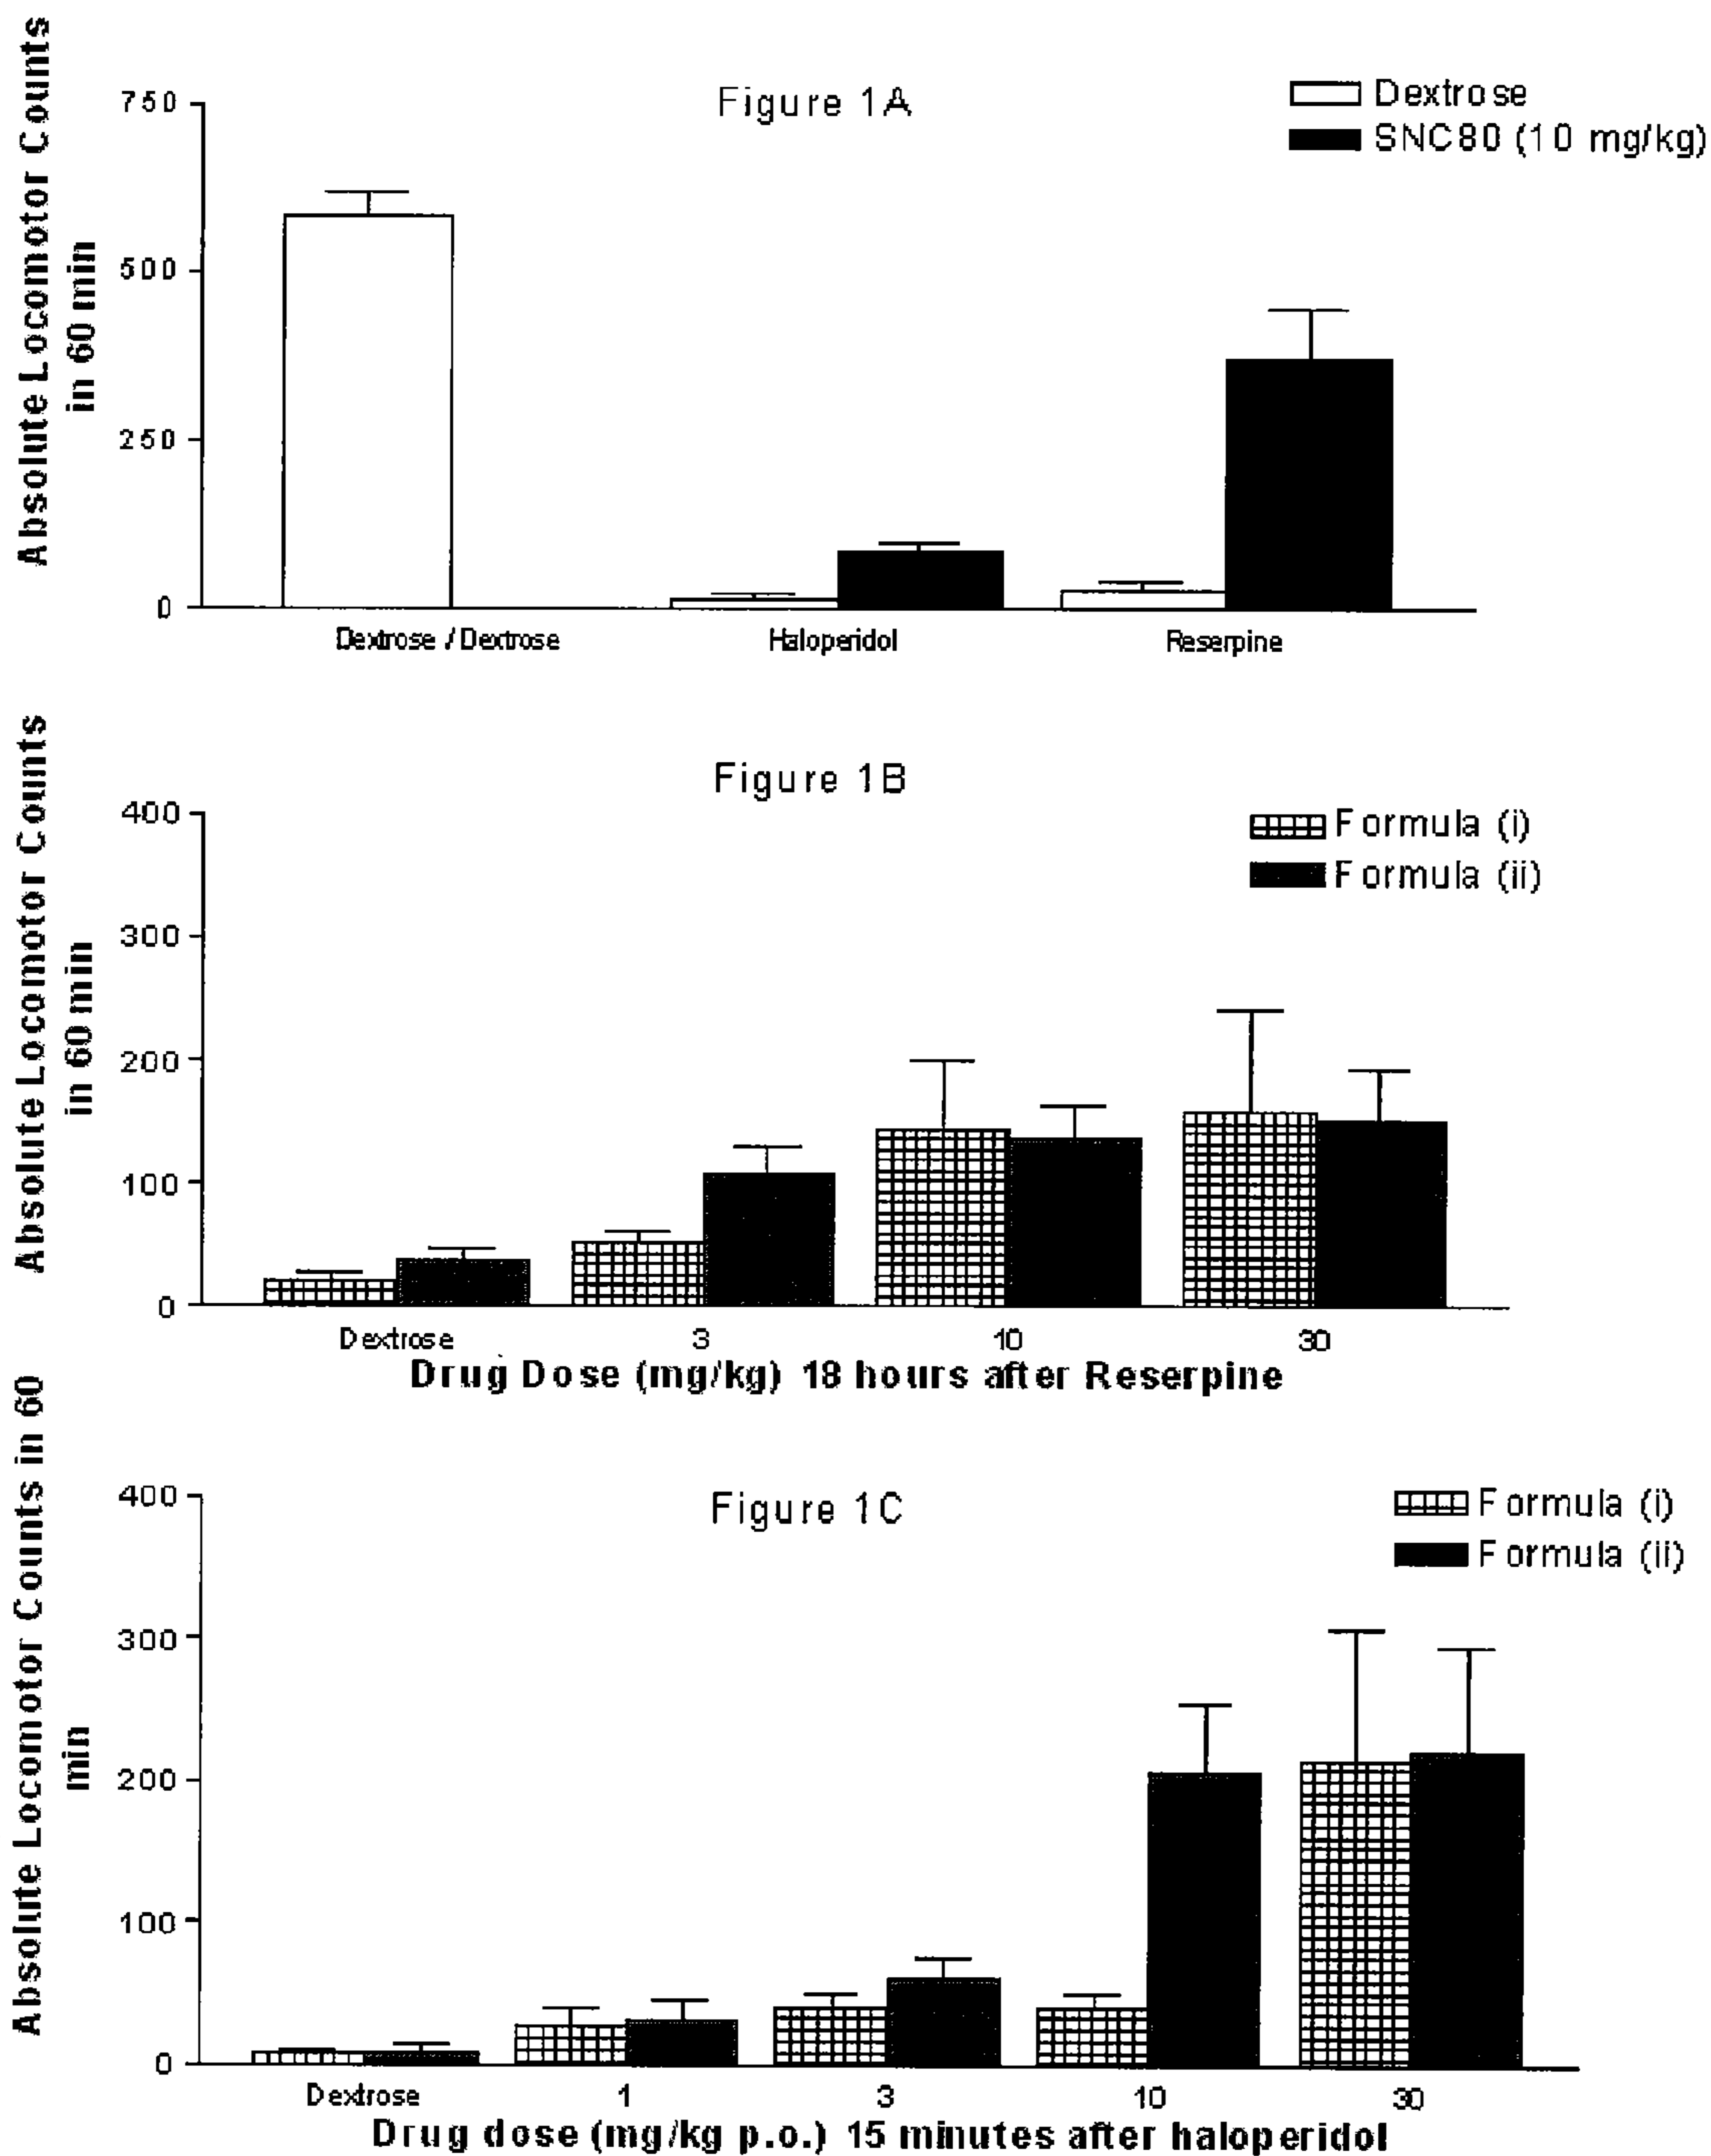 Figure 1A
Dextrose
SNC80 (10 mg/kg)
Absolute Locomotor Counts
in 60 min
750
500
250
0
Dextrose / Dextrose
Haloperidol
Reserpine
Figure 1B
Formula (i)
Formula (ii)
Absolute Locomotor Counts
in 60 min
400
300
200
100
0
Dextrose
3
10
30
Drug Dose (mg/kg) 18 hours after Reserpine
Figure 1C
Formula (i)
Formula (ii)
Absolute Locomotor Counts in 60
min
400
300
200
100
0
Dextrose
1
3
10
30
Drug dose (mg/kg p.o.) 15 minutes after haloperidol